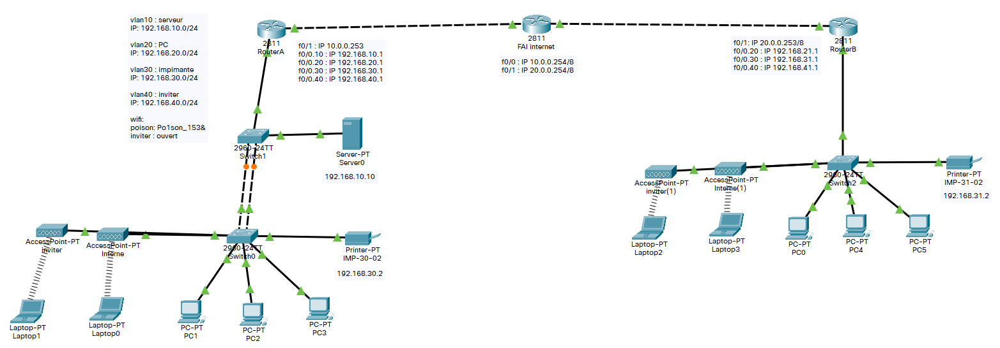 vlan10 : serveur
IP: 192.168.10.0/24
vlan20 : PC
IP: 192.168.20.0/24
vlan30 : impimante
IP: 192.168.30.0/24
vlan40 : inviter
IP: 192.168.40.0/24
wifi:
poison: Po1son_153&
inviter : ouvert
2811
RouterA
f0/1 : IP 10.0.0.253
f0/0.10 : IP 192.168.10.1
f0/0.20 : IP 192.168.20.1
f0/0.30 : IP 192.168.30.1
f0/0.40 : IP 192.168.40.1
2811
FAI internet
f0/0 : IP 10.0.0.254/8
f0/1 : IP 20.0.0.254/8
2811
RouterB
f0/1: IP 20.0.0.253/8
f0/0.20 : IP 192.168.21.1
f0/0.30 : IP 192.168.31.1
f0/0.40 : IP 192.168.41.1
2960-24TT
Switch1
Server-PT
Server0
192.168.10.10
AccessPoint-PT
inviter(1)
AccessPoint-PT
Interne(1)
2960-24TT
Switch2
Printer-PT
IMP-31-02
192.168.31.2
Laptop-PT
Laptop2
Laptop-PT
Laptop3
PC-PT
PC0
PC-PT
PC4
PC-PT
PC5
AccessPoint-PT
inviter
AccessPoint-PT
Interne
2960-24TT
Switch0
Printer-PT
IMP-30-02
192.168.30.2
Laptop-PT
Laptop1
Laptop-PT
Laptop0
PC-PT
PC1
PC-PT
PC2
PC-PT
PC3